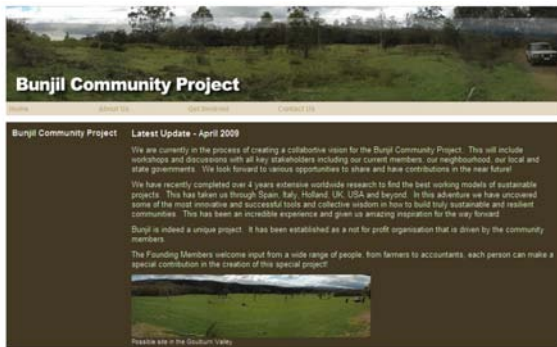 Bunjil Community Project
Home About Us Get Involved Contact Us
Bunjil Community Project
Latest Update - April 2009
We are currently in the process of creating a collabortive vision for the Bunjil Community Project. This will include
workshops and discussions with all key stakeholders including our current members, our neighbourhood, our local and
state governments. We look forward to various opportunities to share and have contributions in the near future!
We have recently completed over 4 years extensive worldwide research to find the best working models of sustainable
projects. This has taken us through Spain, Italy, Holland, UK, USA and beyond. In this adventure we have uncovered
some of the most innovative and successful tools and collective wisdom in how to build truly sustainable and resilient
communities. This has been an incredible experience and given us amazing inspiration for the way forward.
Bunjil is indeed a unique project. It has been established as a not for profit organisation that is driven by the community
members.
The Founding Members welcome input from a wide range of people, from farmers to accountants, each person can make a
special contribution in the creation of this special project!
Possible site in the Goulburn Valley